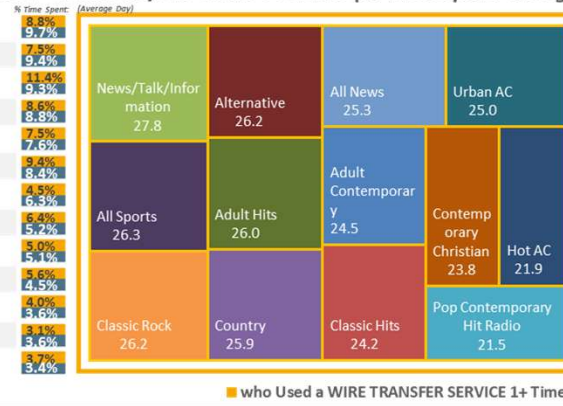 % Time Spent: (Average Day)
8.8%
9.7%
7.5%
9.4%
11.4%
9.3%
8.6%
8.8%
7.5%
7.6%
9.4%
8.4%
4.5%
6.3%
6.4%
5.2%
5.0%
5.1%
5.6%
4.5%
4.0%
3.6%
3.1%
3.6%
3.7%
3.4%
News/Talk/Infor
mation
27.8
Alternative
26.2
All News
25.3
Urban AC
25.0
All Sports
26.3
Adult Hits
26.0
Adult
Contemporar
y
24.5
Contemp
orary
Christian
23.8
Hot AC
21.9
Classic Rock
26.2
Country
25.9
Classic Hits
24.2
Pop Contemporary
Hit Radio
21.5
who Used a WIRE TRANSFER SERVICE 1+ Time